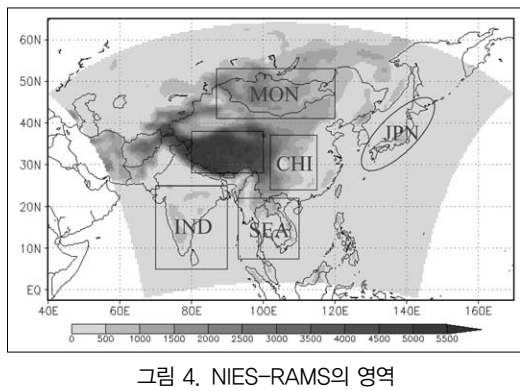 65N
60N
50N
MON
40N
JPN
CHI
30N
20N
IND
SEA
10N
EQ
40E 60E 80E 100E 120E 140E 160E
0 500 1000 1500 2000 2500 3000 3500 4000 4500 5000 5500
그림 4. NIES-RAMS의 영역